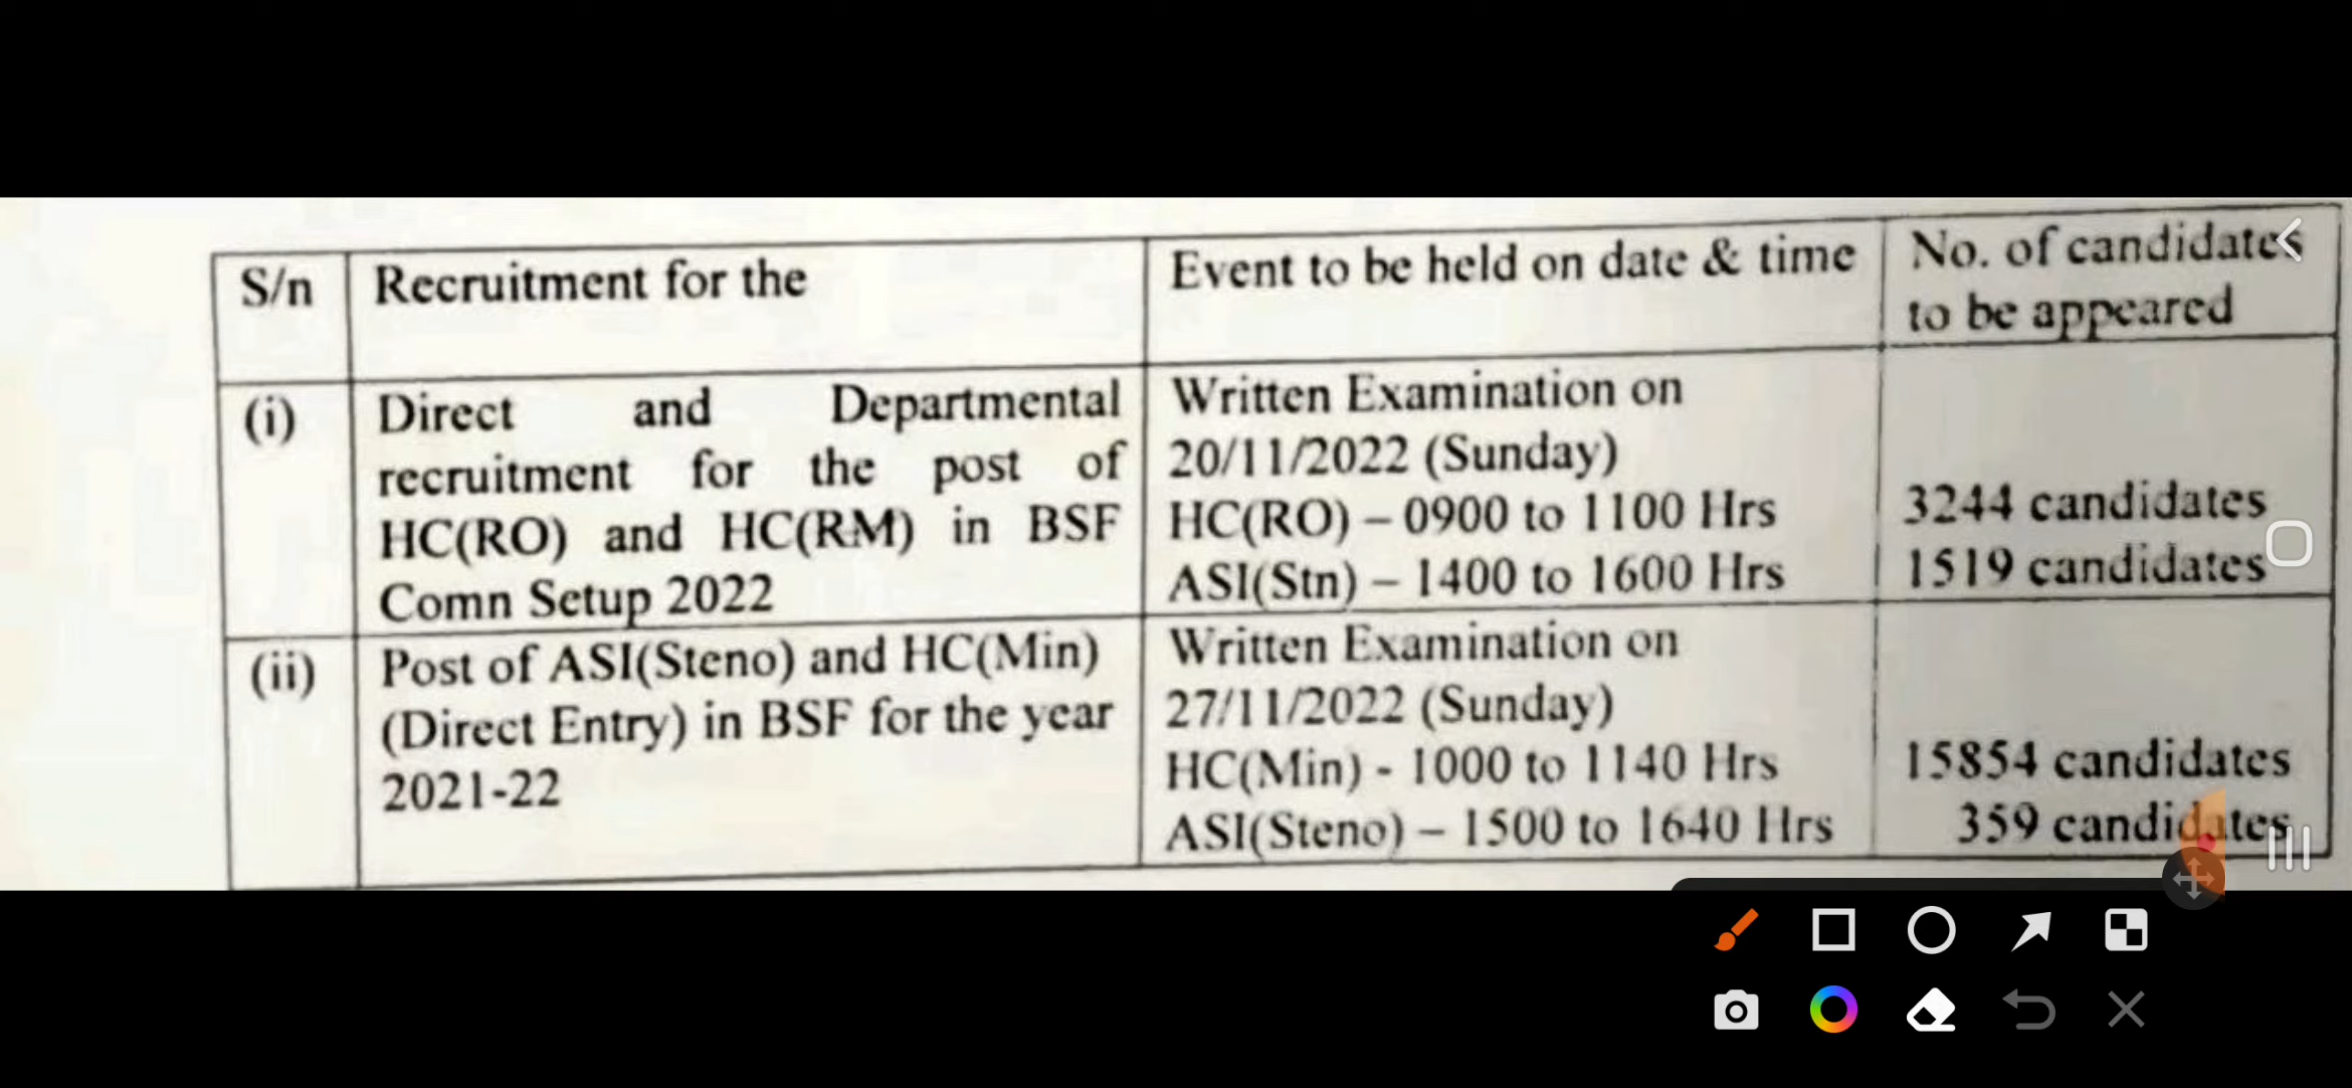 S/n
Recruitment for the
Event to be held on date & time
No. of candidates
to be appeared
(i)
Direct and Departmental
recruitment for the post of
HC(RO) and HC(RM) in BSF
Comn Setup 2022
Written Examination on
20/11/2022 (Sunday)
HC(RO) – 0900 to 1100 Hrs
ASI(Stn) – 1400 to 1600 Hrs
3244 candidates
1519 candidates
(ii)
Post of ASI(Steno) and HC(Min)
(Direct Entry) in BSF for the year
2021-22
Written Examination on
27/11/2022 (Sunday)
HC(Min) - 1000 to 1140 Hrs
ASI(Steno) – 1500 to 1640 Hrs
15854 candidates
359 candidates